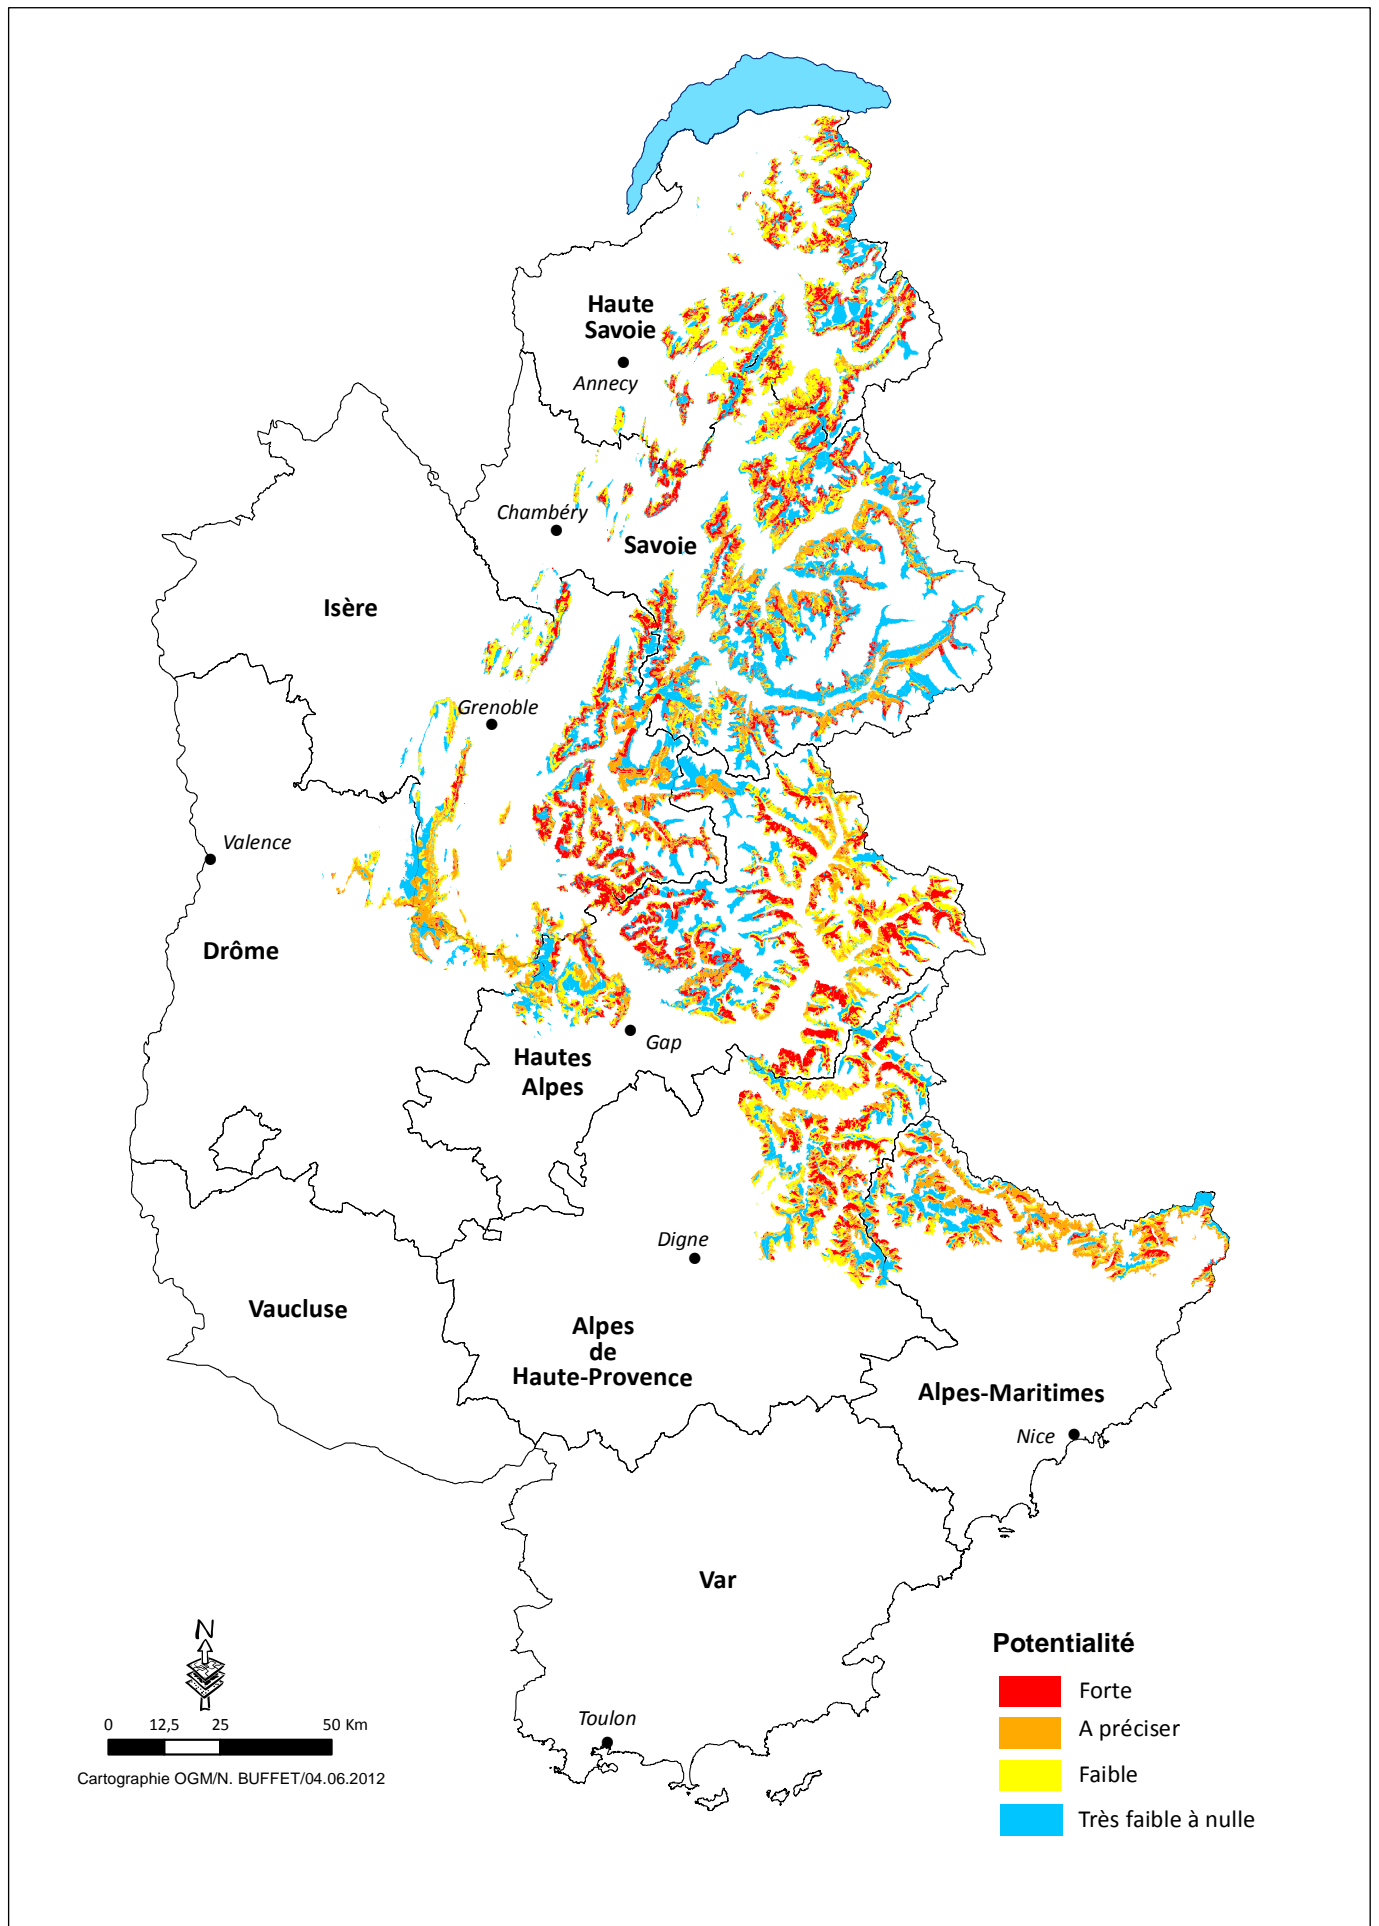 Haute
Savoie
Annecy
Chambéry
Savoie
Isère
Grenoble
Valence
Drôme
Gap
Hautes
Alpes
Digne
Vaucluse
Alpes
de
Haute-Provence
Alpes-Maritimes
Nice
Var
Toulon
N
0 12,5 25 50 Km
Cartographie OGM/N. BUFFET/04.06.2012
Potentialité
Forte
A préciser
Faible
Très faible à nulle